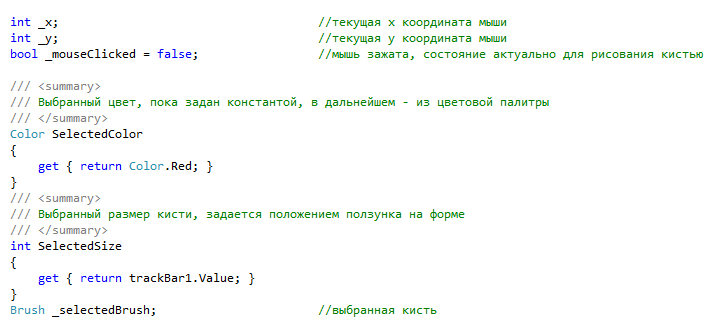 int _x; //текущая x координата мыши
int _y; //текущая y координата мыши
bool _mouseClicked = false; //мышь зажата, состояние актуально для рисования кистью
/// <summary>
/// Выбранный цвет, пока задан константой, в дальнейшем - из цветовой палитры
/// </summary>
Color SelectedColor
{
get { return Color.Red; }
}
/// <summary>
/// Выбранный размер кисти, задается положением ползунка на форме
/// </summary>
int SelectedSize
{
get { return trackBar1.Value; }
}
Brush _selectedBrush; //выбранная кисть